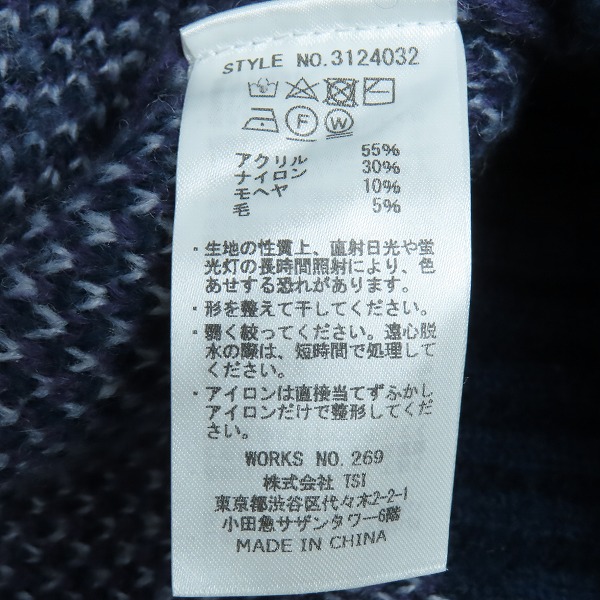 STYLE NO.3124032
アクリル 55%
ナイロン 30%
モヘヤ 10%
毛 5%
・生地の性質上、直射日光や蛍
光灯の長時間照射により、色
あせする恐れがあります。
・形を整えて干してください。
・弱く絞ってください。遠心脱
水の際は、短時間で処理して
ください。
・アイロンは直接当てずふかし
アイロンだけで整形してくだ
さい。
WORKS NO. 269
株式会社 TSI
東京都渋谷区代々木2-2-1
小田急サザンタワー6階
MADE IN CHINA